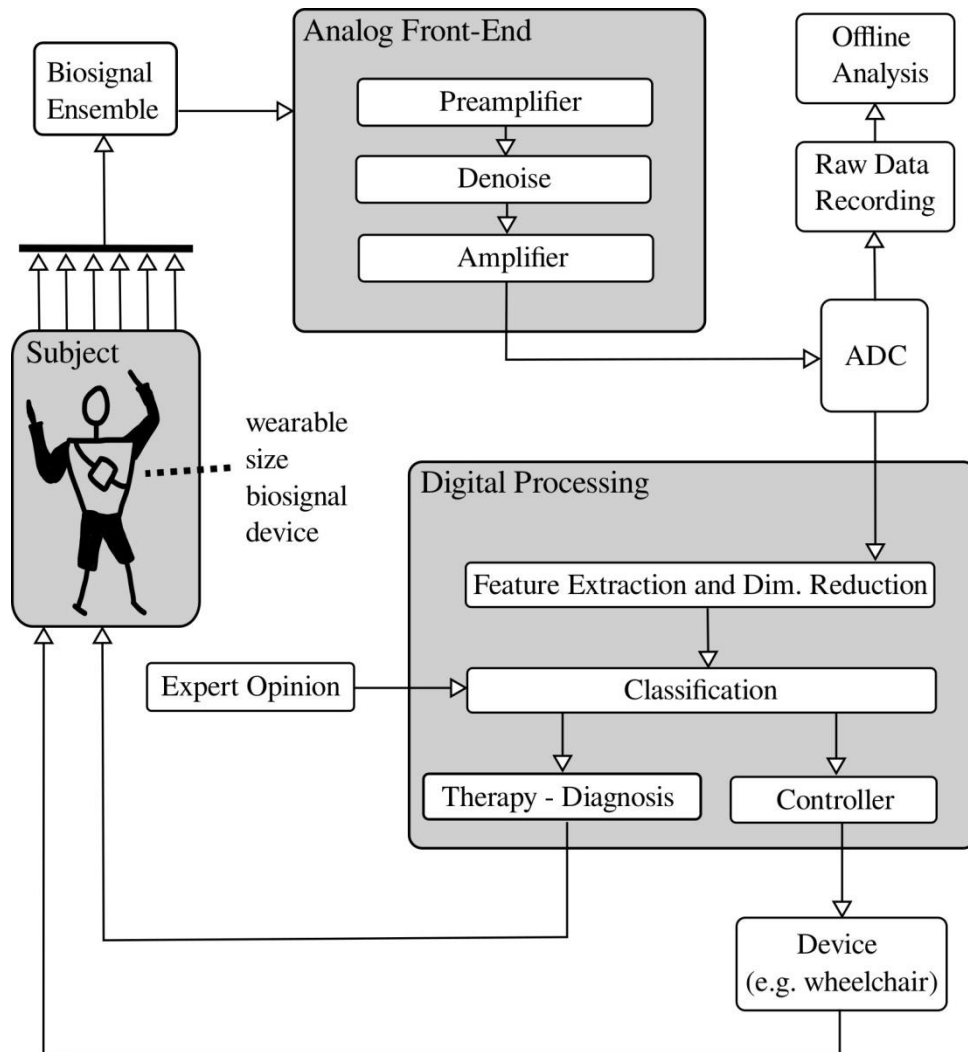 Analog Front-End
Biosignal
Ensemble
Preamplifier
Denoise
Amplifier
Offline
Analysis
Raw Data
Recording
ADC
Subject
wearable
size
biosignal
device
Digital Processing
Feature Extraction and Dim. Reduction
Expert Opinion
Classification
Therapy - Diagnosis
Controller
Device
(e.g. wheelchair)